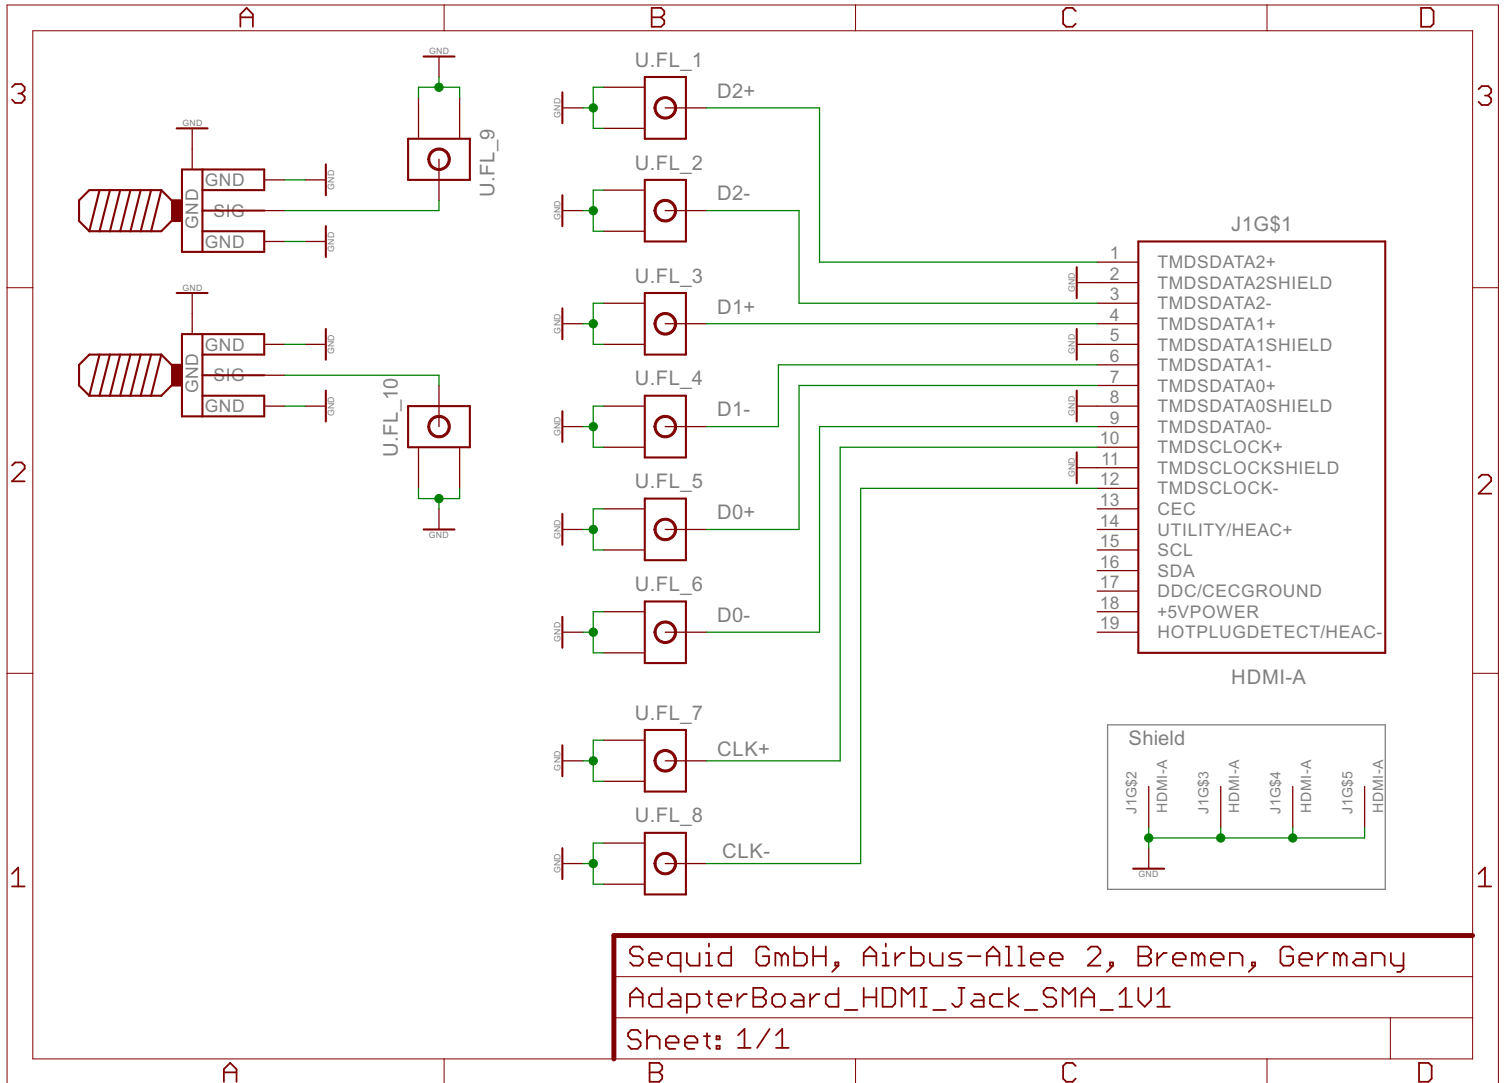 A B C D
3
3
GND
GND
GND
SIG
GND
GND
GND
GND
U.FL_9
GND
GND
GND
SIG
GND
GND
GND
GND
U.FL_10
GND
U.FL_1
GND
D2+
U.FL_2
GND
D2-
U.FL_3
GND
D1+
U.FL_4
GND
D1-
U.FL_5
GND
D0+
U.FL_6
GND
D0-
U.FL_7
GND
CLK+
U.FL_8
GND
CLK-
J1G$1
1 TMDSDATA2+
GND 2 TMDSDATA2SHIELD
3 TMDSDATA2-
4 TMDSDATA1+
GND 5 TMDSDATA1SHIELD
6 TMDSDATA1-
7 TMDSDATA0+
GND 8 TMDSDATA0SHIELD
9 TMDSDATA0-
10 TMDSCLOCK+
GND 11 TMDSCLOCKSHIELD
12 TMDSCLOCK-
13 CEC
14 UTILITY/HEAC+
15 SCL
16 SDA
17 DDC/CECGROUND
18 +5VPOWER
19 HOTPLUGDETECT/HEAC-
HDMI-A
2
2
Shield
J1G$2
HDMI-A
J1G$3
HDMI-A
J1G$4
HDMI-A
J1G$5
HDMI-A
GND
1
1
Sequid GmbH, Airbus-Allee 2, Bremen, Germany
AdapterBoard_HDMI_Jack_SMA_1V1
Sheet: 1/1
A B C D